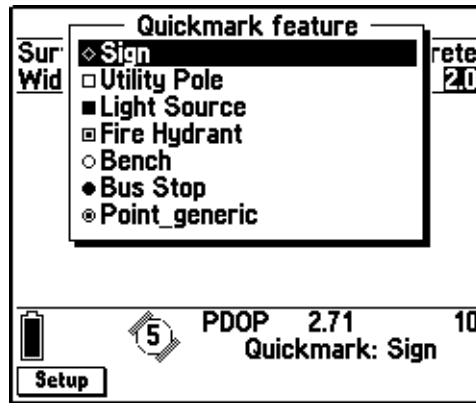 Quickmark feature
Sur
rete
Sign
Wid
2.0
Utility Pole
Light Source
Fire Hydrant
Bench
Bus Stop
Point_generic
5
PDOP 2.71 10
Quickmark: Sign
Setup